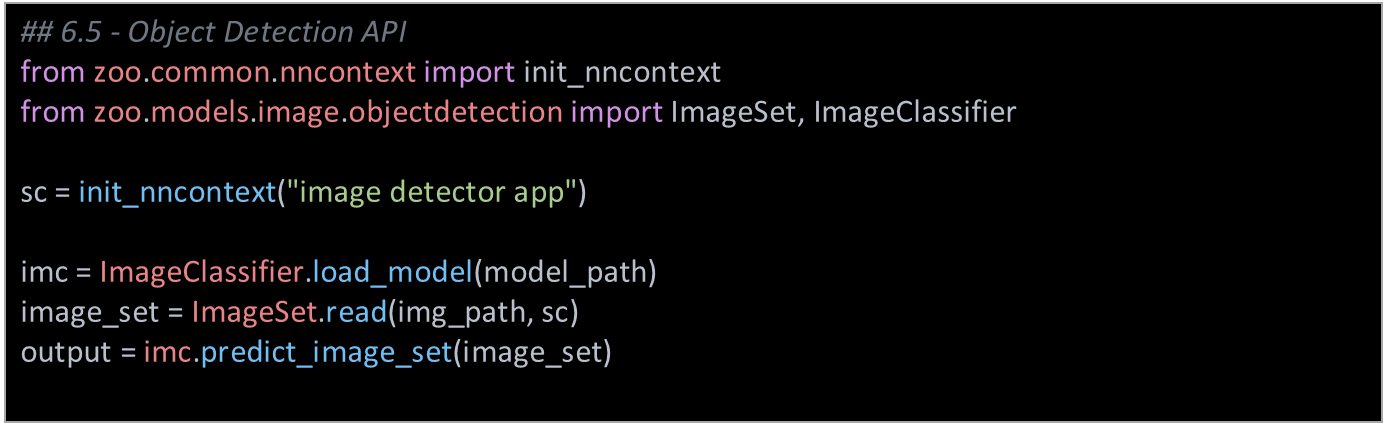 ## 6.5 - Object Detection API
from zoo.common.nncontext import init_nncontext
from zoo.models.image.objectdetection import ImageSet, ImageClassifier
sc = init_nncontext("image detector app")
imc = ImageClassifier.load_model(model_path)
image_set = ImageSet.read(img_path, sc)
output = imc.predict_image_set(image_set)